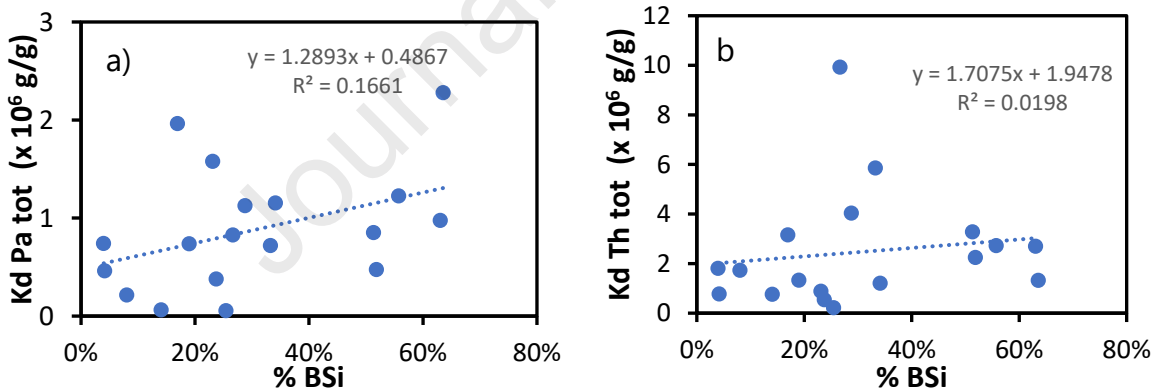 a)
y = 1.2893x + 0.4867
R² = 0.1661
Kd Pa tot (x 10⁶ g/g)
3
2
1
0
0% 20% 40% 60% 80%
% BSi
b
y = 1.7075x + 1.9478
R² = 0.0198
Kd Th tot (x 10⁶ g/g)
12
10
8
6
4
2
0
0% 20% 40% 60% 80%
% BSi